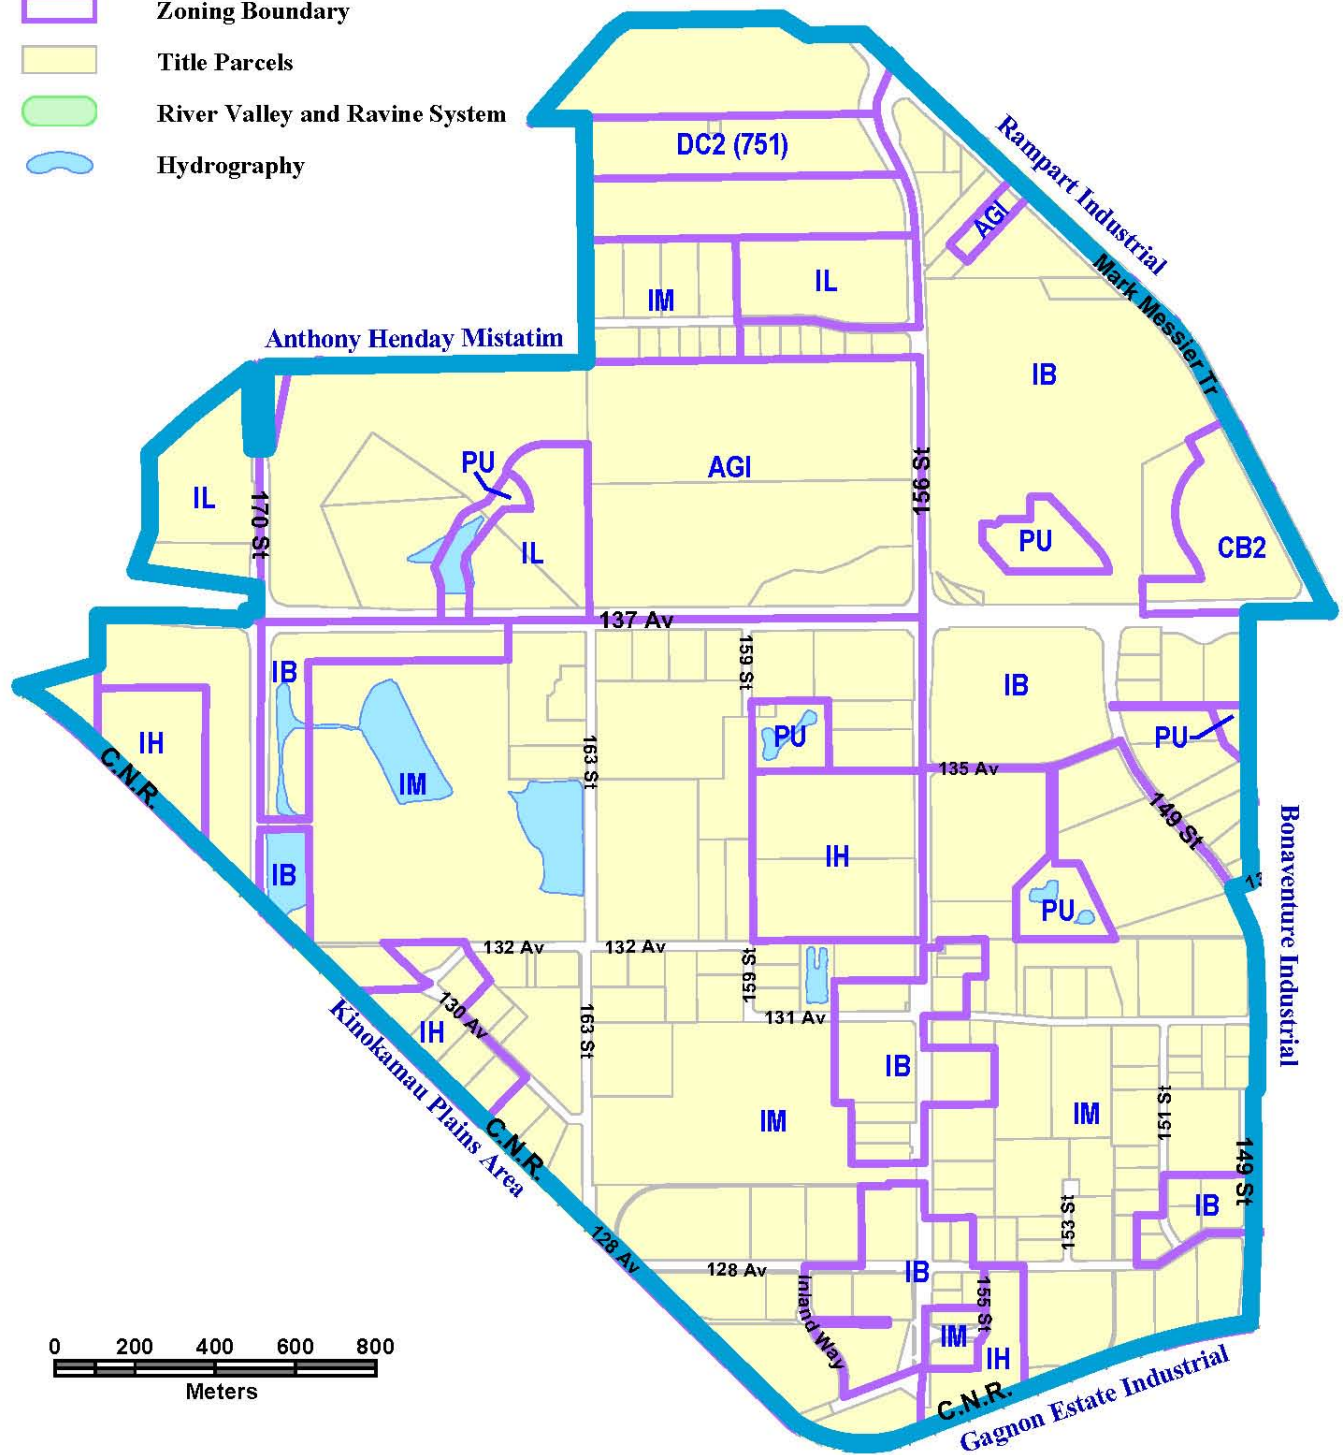 Zoning Boundary
Title Parcels
River Valley and Ravine System
Hydrography
DC2 (751)
Rampart Industrial
AGI
Mark Messier Tr
IM
IL
Anthony Henday Mistatim
IB
156 St
PU
AGI
IL
170 St
IL
PU
CB2
137 Av
159 St
IB
IB
PU
PU
IH
C.N.R.
IM
163 St
135 Av
149 St
Bonaventure Industrial
IH
IB
PU
132 Av
132 Av
159 St
130 Av
IH
163 St
131 Av
Kinokamau Plains Area
IB
IM
IM
151 St
C.N.R.
149 St
IB
153 St
128 Av
128 Av
IB
Inland Way
155 St
IM
IH
C.N.R.
Gagnon Estate Industrial
0 200 400 600 800
Meters